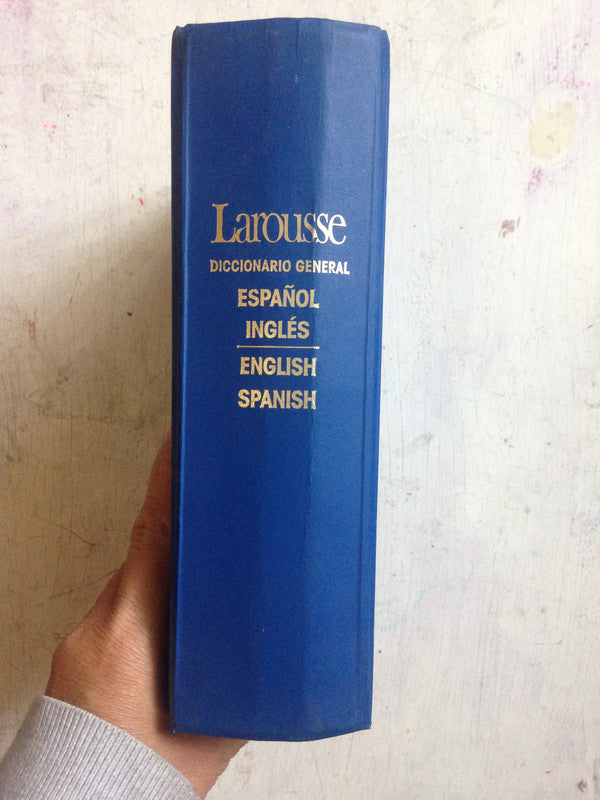 Larousse
DICCIONARIO GENERAL
ESPAÑOL
INGLÉS
ENGLISH
SPANISH